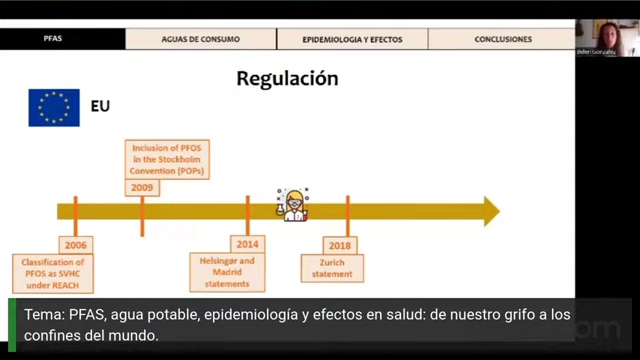 PFAS
AGUAS DE CONSUMO
EPIDEMIOLOGIA Y EFECTOS
CONCLUSIONES
Belen Gonzalez
Regulación
EU
Inclusion of PFOS
in the Stockholm
Convention (POPs)
2009
2006
Classification of
PFOS as SVHC
under REACH
2014
Helsingør and
Madrid
statements
2018
Zurich
statement
Tema: PFAS, agua potable, epidemiología y efectos en salud: de nuestro grifo a los
confines del mundo.